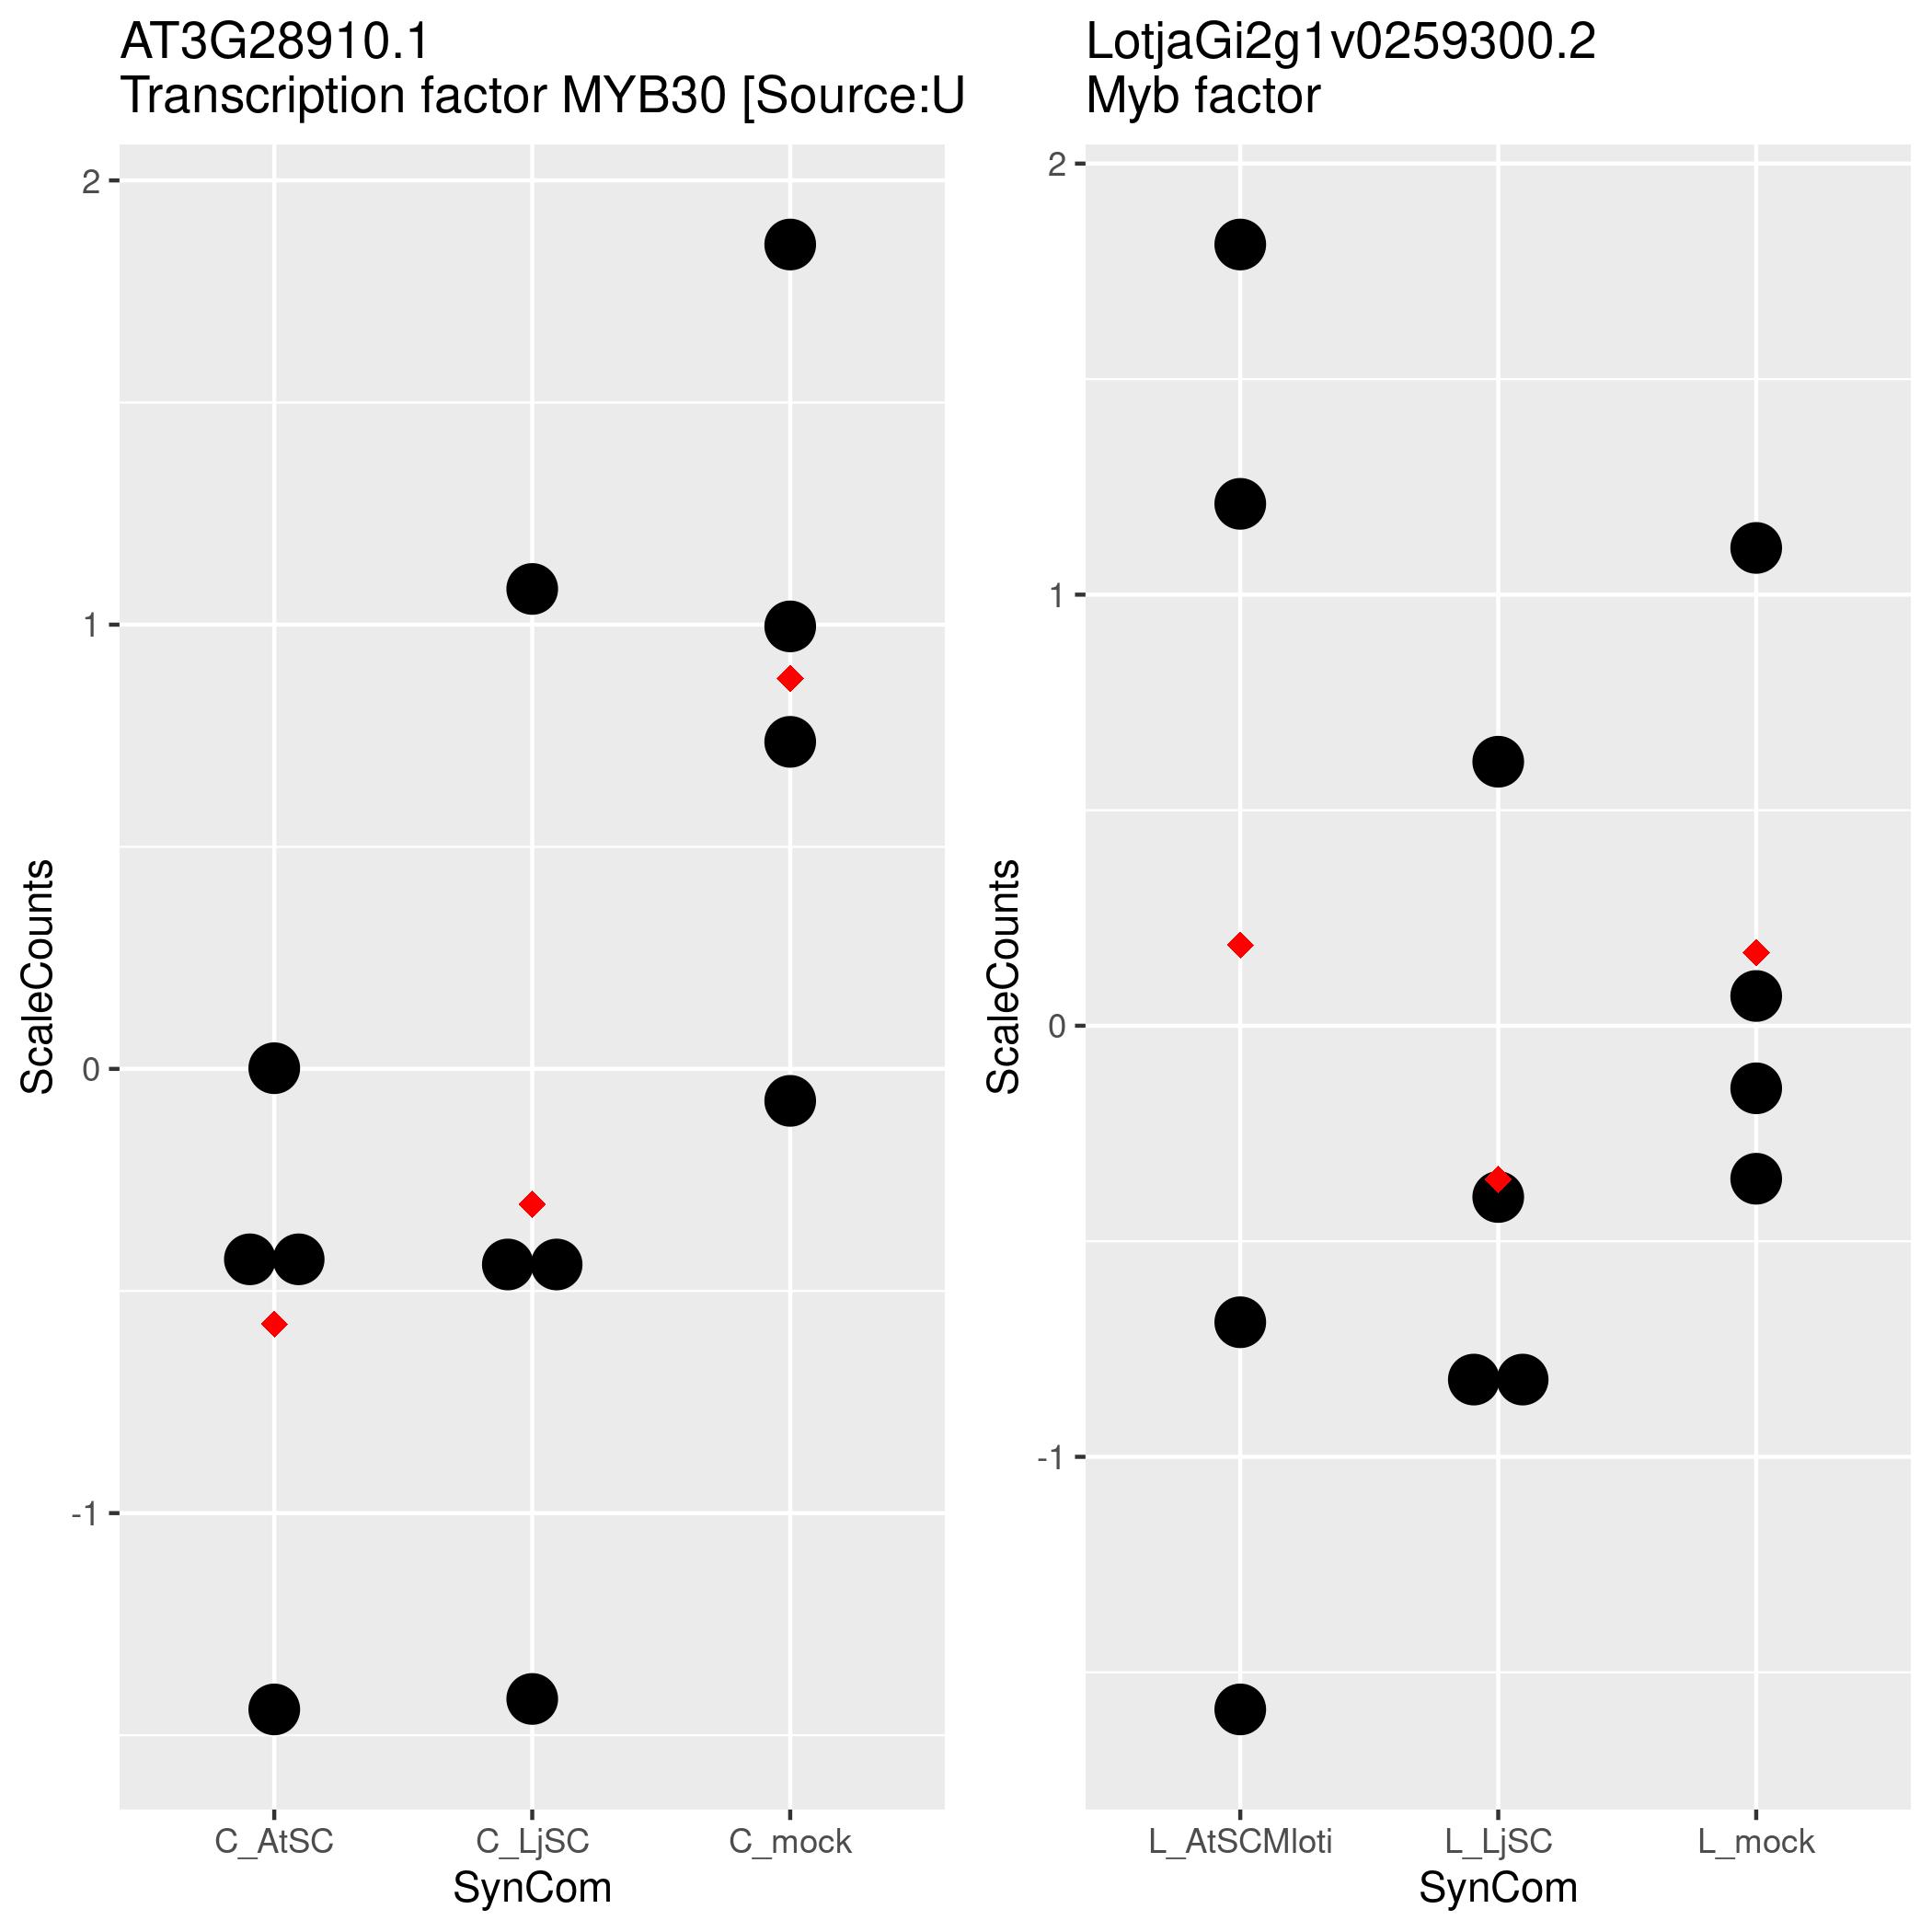 AT3G28910.1
Transcription factor MYB30 [Source:U
ScaleCounts
2
1
0
-1
C_AtSC
C_LjSC
C_mock
SynCom
LotjaGi2g1v0259300.2
Myb factor
ScaleCounts
2
1
0
-1
L_AtSCMloti
L_LjSC
L_mock
SynCom